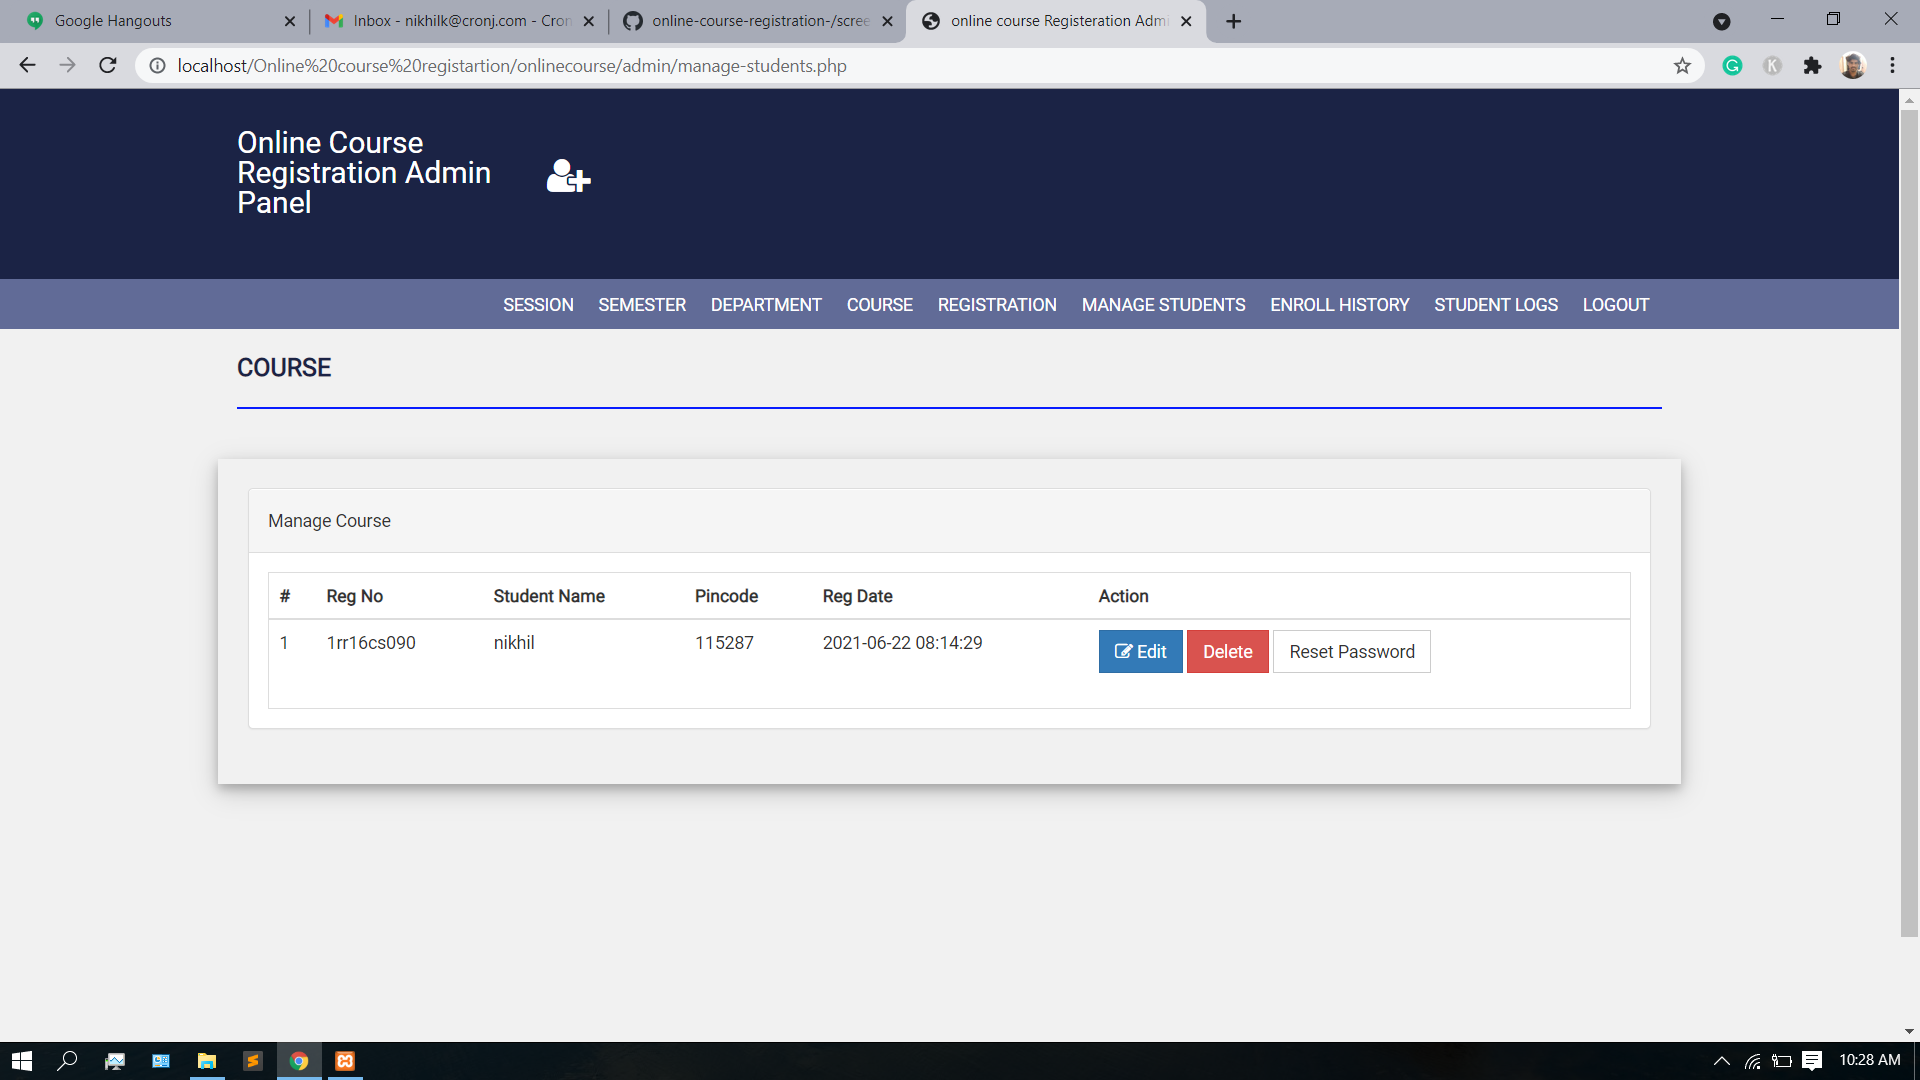 Google Hangouts
Inbox - nikhilk@cronj.com - Cron
online-course-registration-/scree
online course Registeration Admi
localhost/Online%20course%20registartion/onlinecourse/admin/manage-students.php
G
K
Online Course
Registration Admin
Panel
SESSION SEMESTER DEPARTMENT COURSE REGISTRATION MANAGE STUDENTS ENROLL HISTORY STUDENT LOGS LOGOUT
COURSE
Manage Course
# Reg No Student Name Pincode Reg Date Action
1 1rr16cs090 nikhil 115287 2021-06-22 08:14:29 Edit Delete Reset Password
10:28 AM